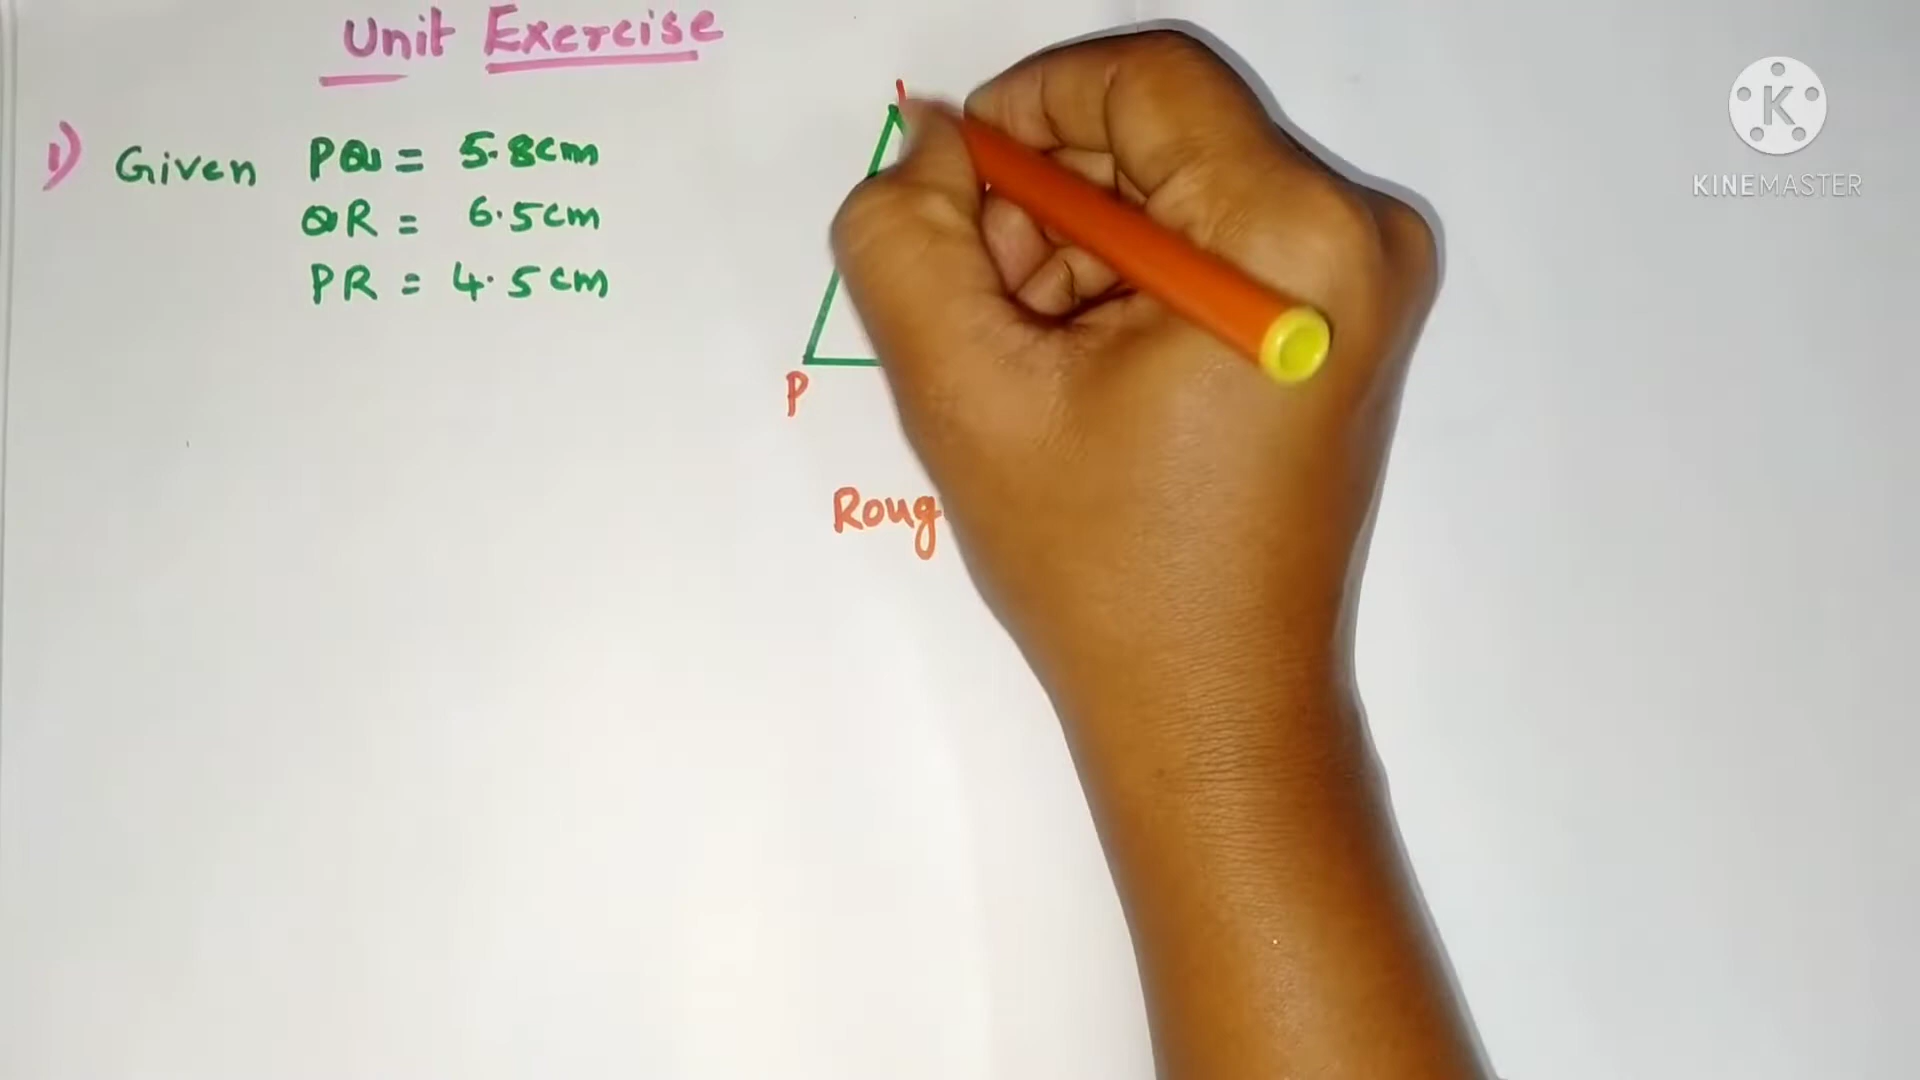 Unit Exercise
1) Given PQ = 5.8cm
QR = 6.5cm
PR = 4.5cm
P
KINEMASTER